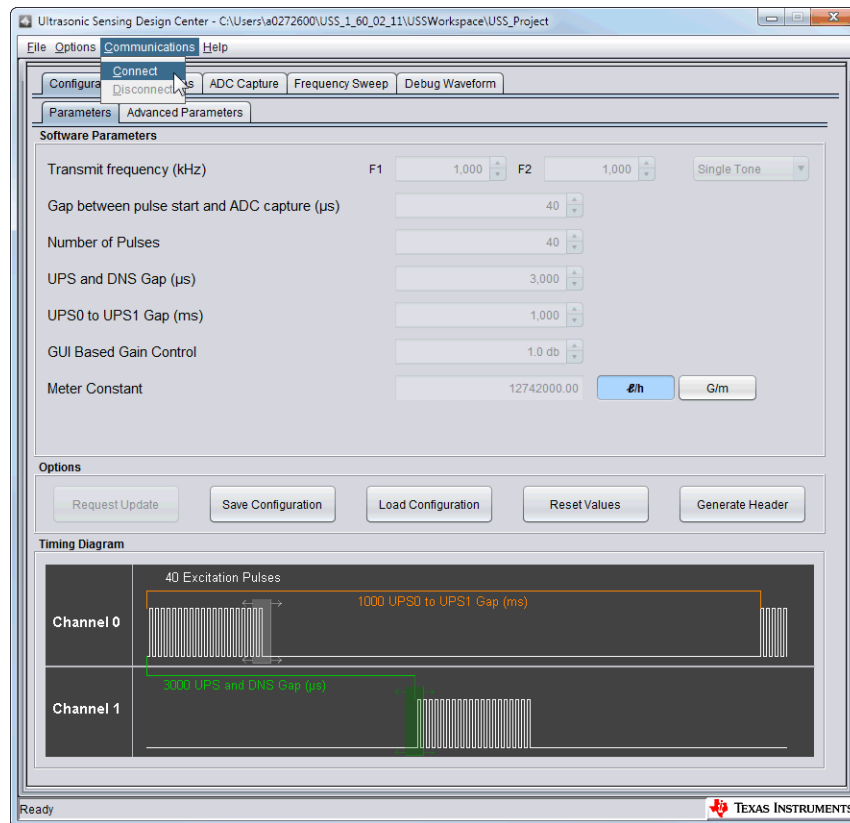 Ultrasonic Sensing Design Center - C:\Users\a0272600\USS_1_60_02_11\USSWorkspace\USS_Project
File Options Communications Help
Connect
Disconnect
ADC Capture Frequency Sweep Debug Waveform
Parameters Advanced Parameters
Software Parameters
Transmit frequency (kHz) F1 1,000 F2 1,000 Single Tone
Gap between pulse start and ADC capture (µs) 40
Number of Pulses 40
UPS and DNS Gap (µs) 3,000
UPS0 to UPS1 Gap (ms) 1,000
GUI Based Gain Control 1.0 db
Meter Constant 12742000.00 ℓ/h G/m
Options
Request Update Save Configuration Load Configuration Reset Values Generate Header
Timing Diagram
40 Excitation Pulses
1000 UPS0 to UPS1 Gap (ms)
Channel 0
3000 UPS and DNS Gap (µs)
Channel 1
Ready
TEXAS INSTRUMENTS